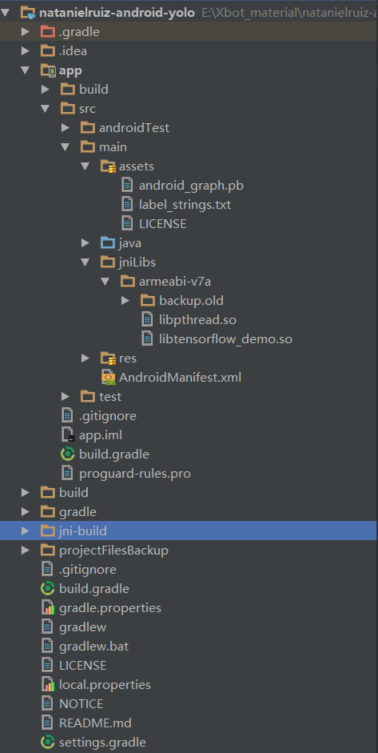 natanielruiz-android-yolo E:\Xbot_material\natanielruiz-a
.gradle
.idea
app
build
src
androidTest
main
assets
android_graph.pb
label_strings.txt
LICENSE
java
jniLibs
armeabi-v7a
backup.old
libpthread.so
libtensorflow_demo.so
res
AndroidManifest.xml
test
.gitignore
app.iml
build.gradle
proguard-rules.pro
build
gradle
jni-build
projectFilesBackup
.gitignore
build.gradle
gradle.properties
gradlew
gradlew.bat
LICENSE
local.properties
NOTICE
README.md
settings.gradle